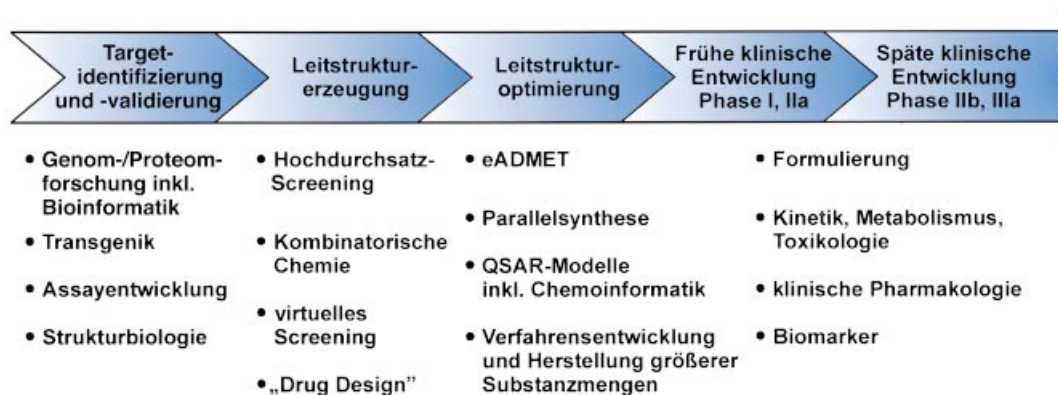 Target-
identifizierung
und -validierung
Leitstruktur-
erzeugung
Leitstruktur-
optimierung
Frühe klinische
Entwicklung
Phase I, IIa
Späte klinische
Entwicklung
Phase IIb, IIIa
• Genom-/Proteom-
forschung inkl.
Bioinformatik
• Transgenik
• Assayentwicklung
• Strukturbiologie
• Hochdurchsatz-
Screening
• Kombinatorische
Chemie
• virtuelles
Screening
• „Drug Design”
• eADMET
• Parallelsynthese
• QSAR-Modelle
inkl. Chemoinformatik
• Verfahrensentwicklung
und Herstellung größerer
Substanzmengen
• Formulierung
• Kinetik, Metabolismus,
Toxikologie
• klinische Pharmakologie
• Biomarker